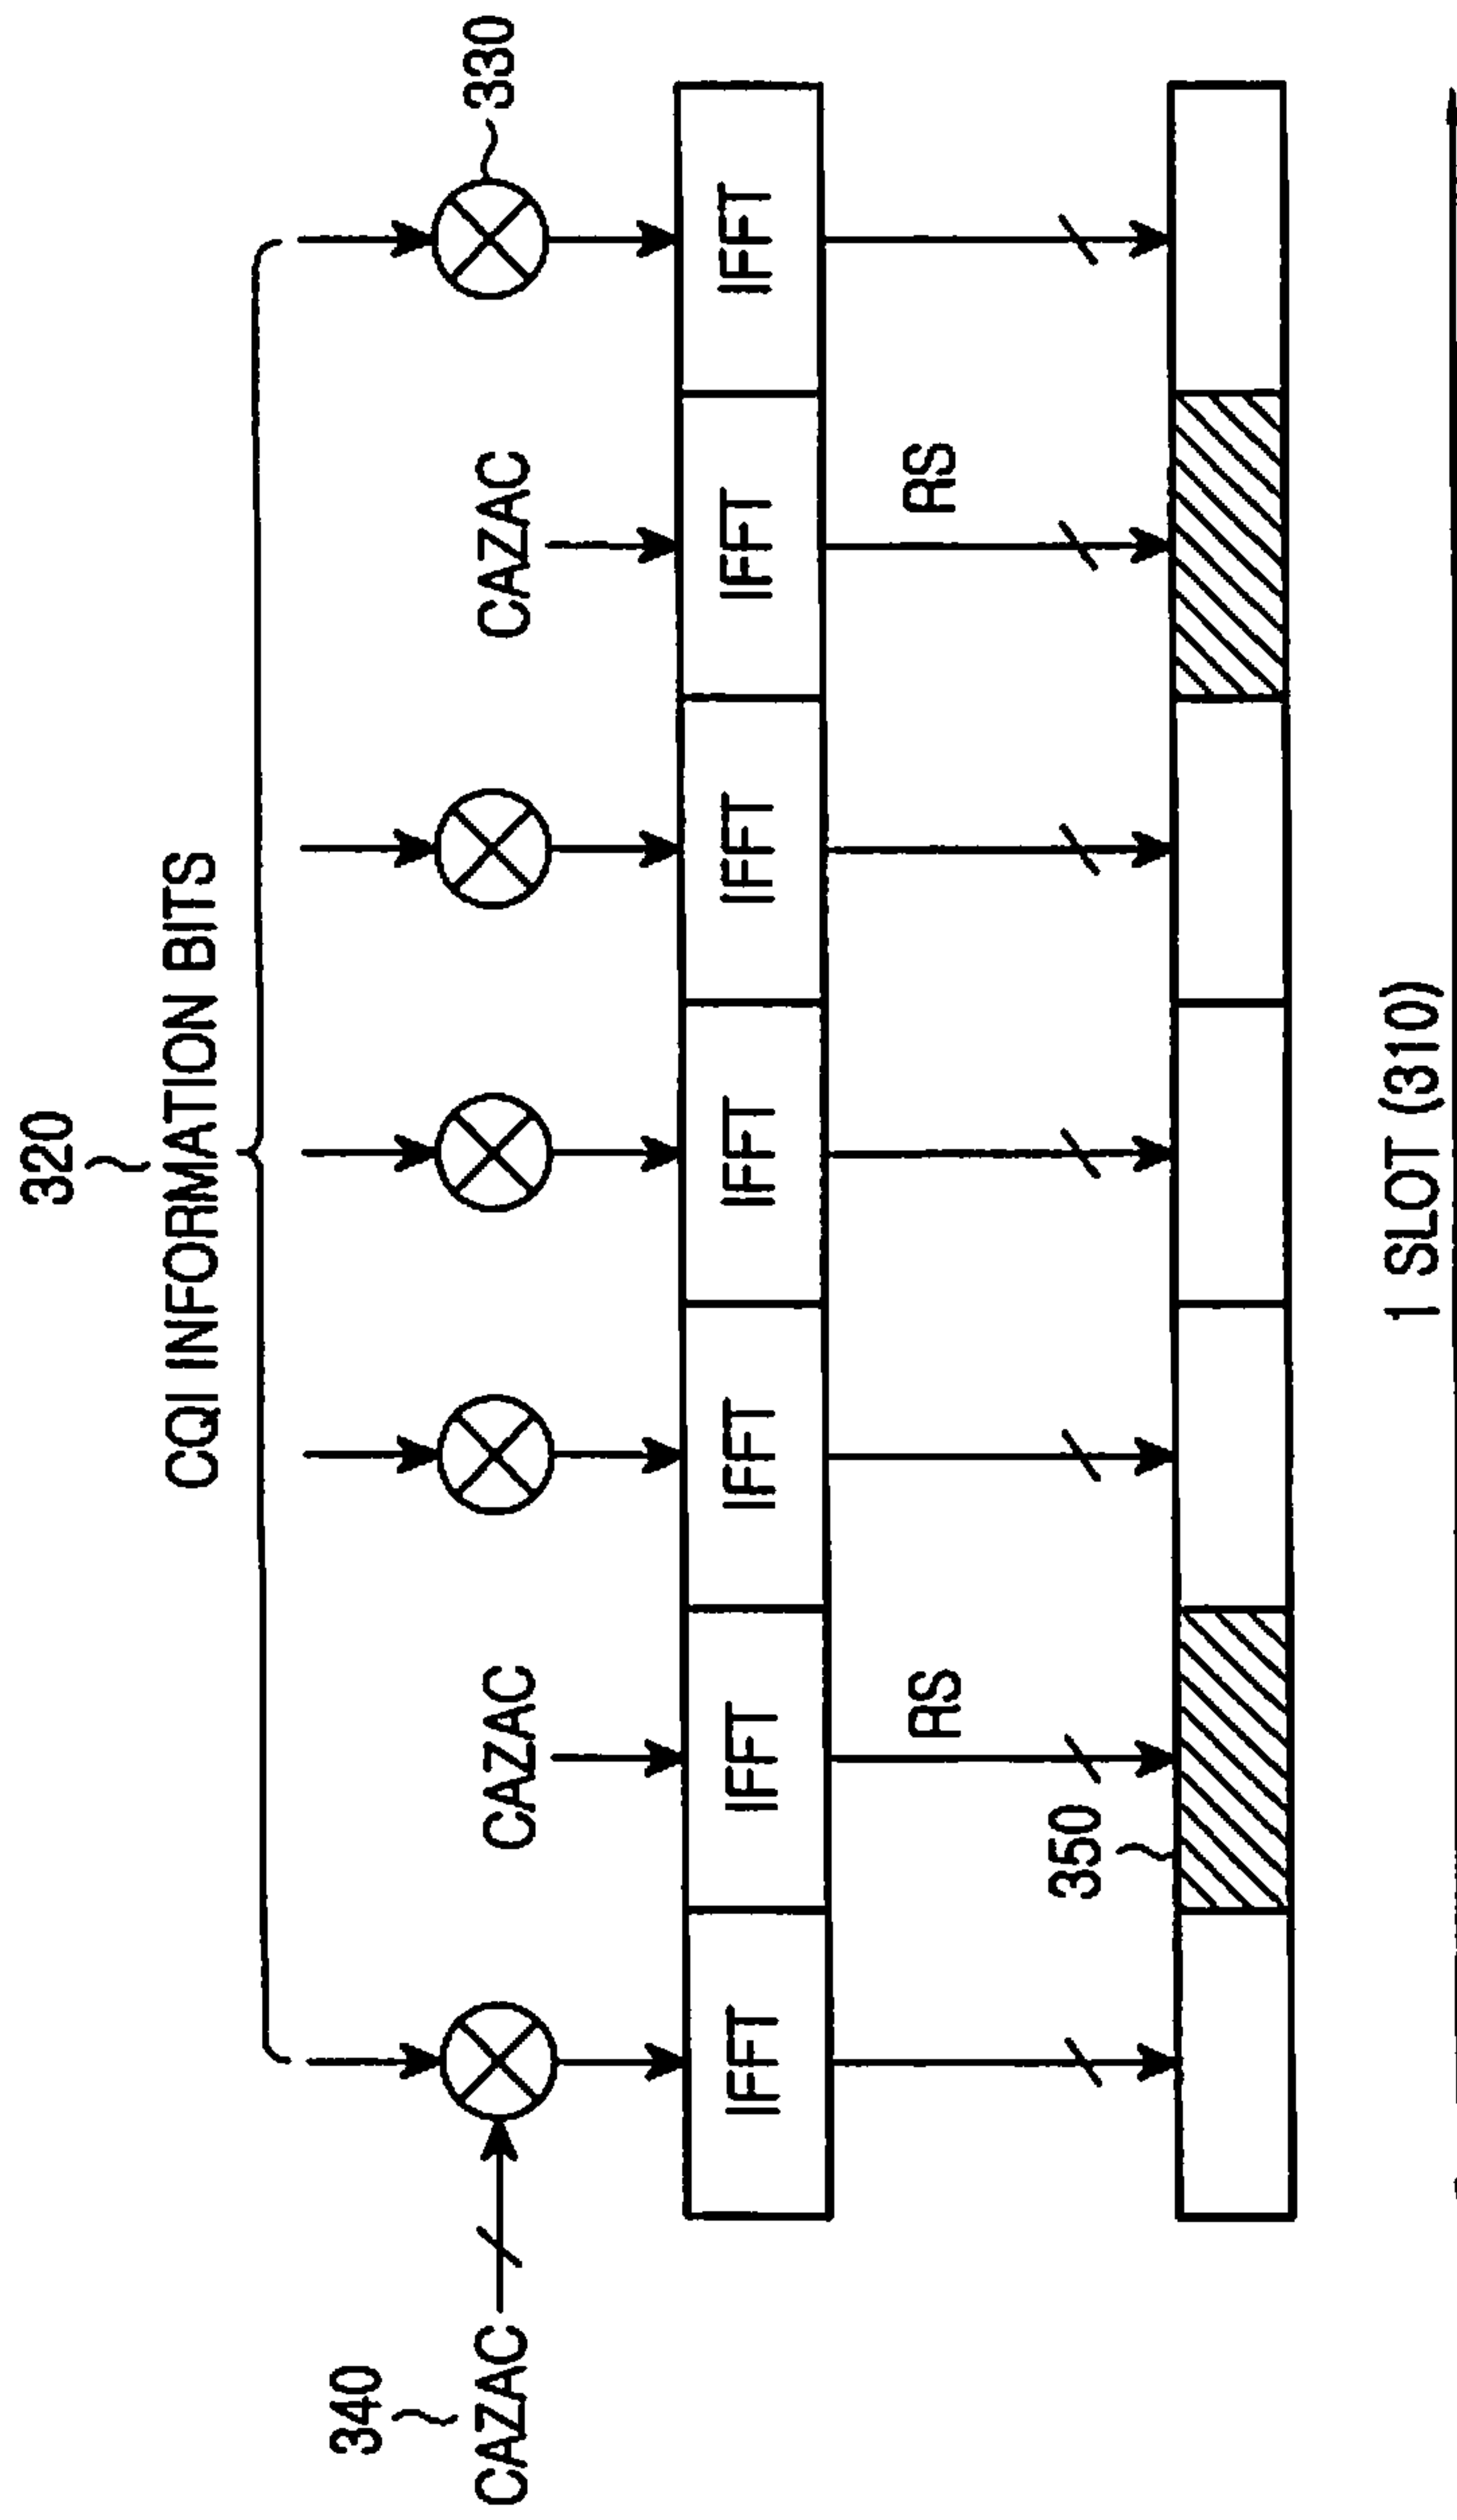 320
CQI INFORMATION BITS
340
CAZAC
CAZAC
CAZAC
330
IFFT
IFFT
IFFT
IFFT
IFFT
IFFT
IFFT
350
RS
RS
1 SLOT (310)